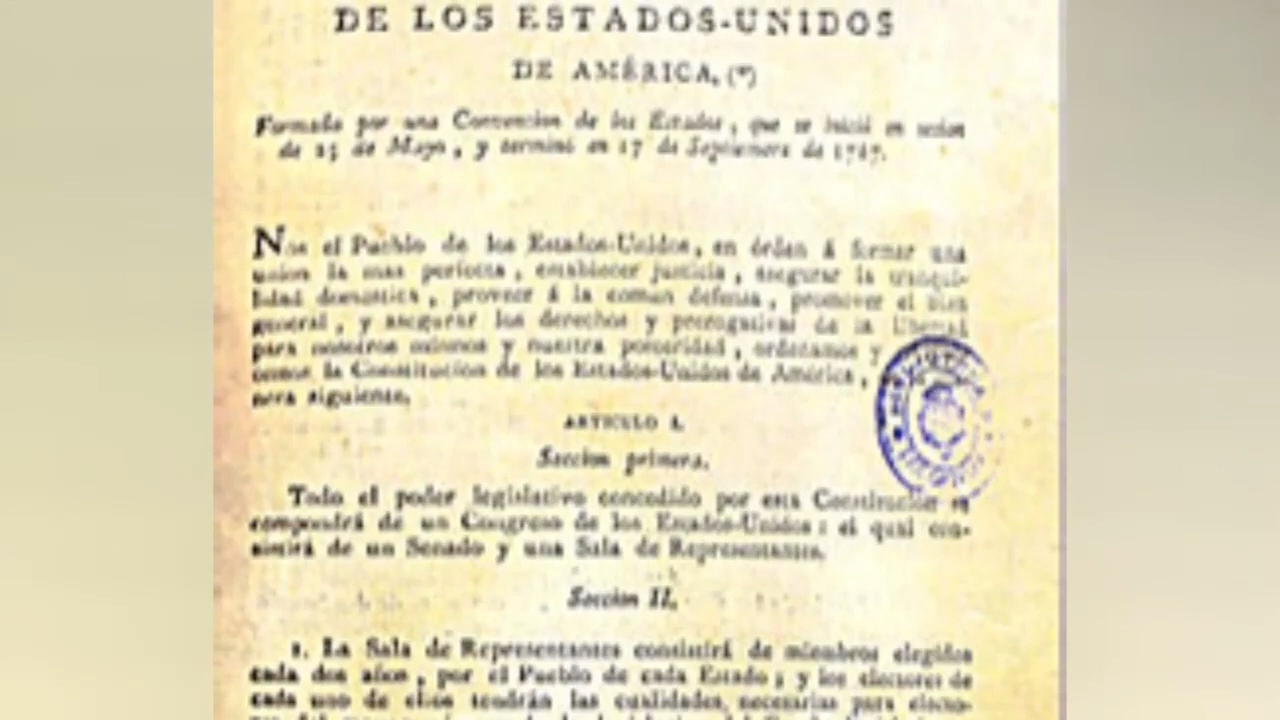 DE LOS ESTADOS-UNIDOS
DE AMÉRICA. (*)
Formada por una Convencion de los Estados, que se inició en sesion
de 25 de Mayo, y terminó en 17 de Septiembre de 1787.
Nos el Pueblo de los Estados-Unidos, en órden á formar una
union la mas perfecta, establecer justicia, asegurar la tranqui-
lidad domestica, proveer á la comun defensa, promover el bien
general, y asegurar los derechos y prerogativas de la Libertad
para nosotros mismos y nuestra posteridad, ordenamos y
como la Constitucion de los Estados-Unidos de América,
nera siguiente.
ARTICULO I.
Seccion primera.
Todo el poder legislativo concedido por esta Constitucion se
compondrá de un Congreso de los Estados-Unidos: el qual con-
sistirá de un Senado y una Sala de Representantes.
Seccion II.
1. La Sala de Representantes consistirá de miembros elegidos
cada dos años, por el Pueblo de cada Estado; y los electores de
cada uno de ellos tendrán las cualidades necesarias para